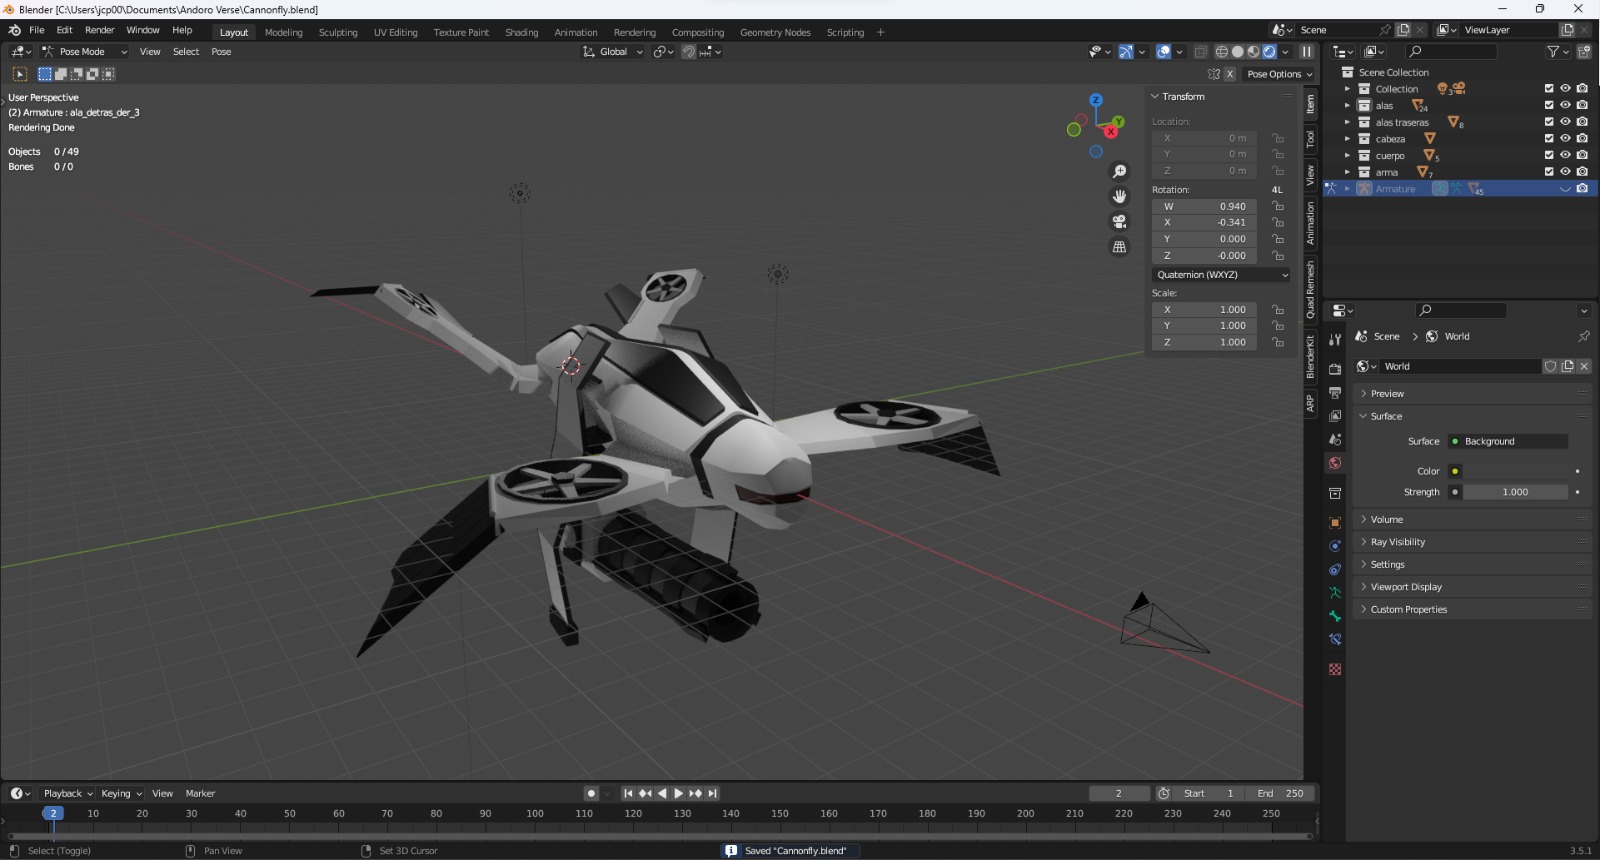 Blender [C:\Users\jcp00\Documents\Andoro Verse\Cannonfly.blend]
File Edit Render Window Help Layout Modeling Sculpting UV Editing Texture Paint Shading Animation Rendering Compositing Geometry Nodes Scripting + Scene ViewLayer
Pose Mode View Select Pose Global
X Pose Options
User Perspective
(2) Armature : ala_detras_der_3
Rendering Done
Objects 0/49
Bones 0/0
Z
Y
X
Transform
Location:
X 0 m
Y 0 m
Z 0 m
Rotation: 4L
W 0.940
X -0.341
Y 0.000
Z -0.000
Quaternion (WXYZ)
Scale:
X 1.000
Y 1.000
Z 1.000
Item
Tool
View
Animation
Quad Remesh
BlenderKit
ARP
Scene Collection
Collection 3
alas 24
alas traseras 8
cabeza
cuerpo 5
arma 7
Armature 45
Scene > World
World
Preview
Surface
Surface Background
Color
Strength 1.000
Volume
Ray Visibility
Settings
Viewport Display
Custom Properties
Playback Keying View Marker 2 Start 1 End 250
2 10 20 30 40 50 60 70 80 90 100 110 120 130 140 150 160 170 180 190 200 210 220 230 240 250
Select (Toggle) Pan View Set 3D Cursor Saved "Cannonfly.blend" 3.5.1